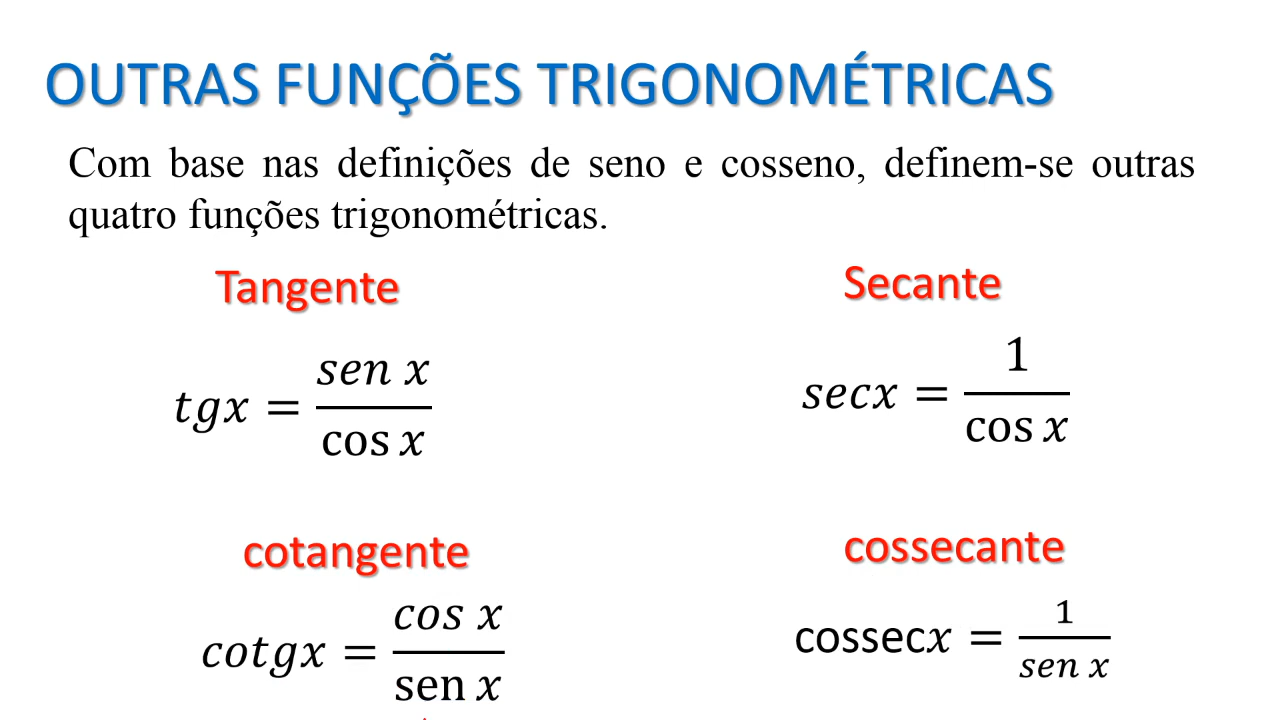 OUTRAS FUNÇÕES TRIGONOMÉTRICAS
Com base nas definições de seno e cosseno, definem-se outras
quatro funções trigonométricas.
Tangente
tgx = sen x / cos x
Secante
secx = 1 / cos x
cotangente
cotgx = cos x / sen x
cossecante
cossecx = 1 / sen x